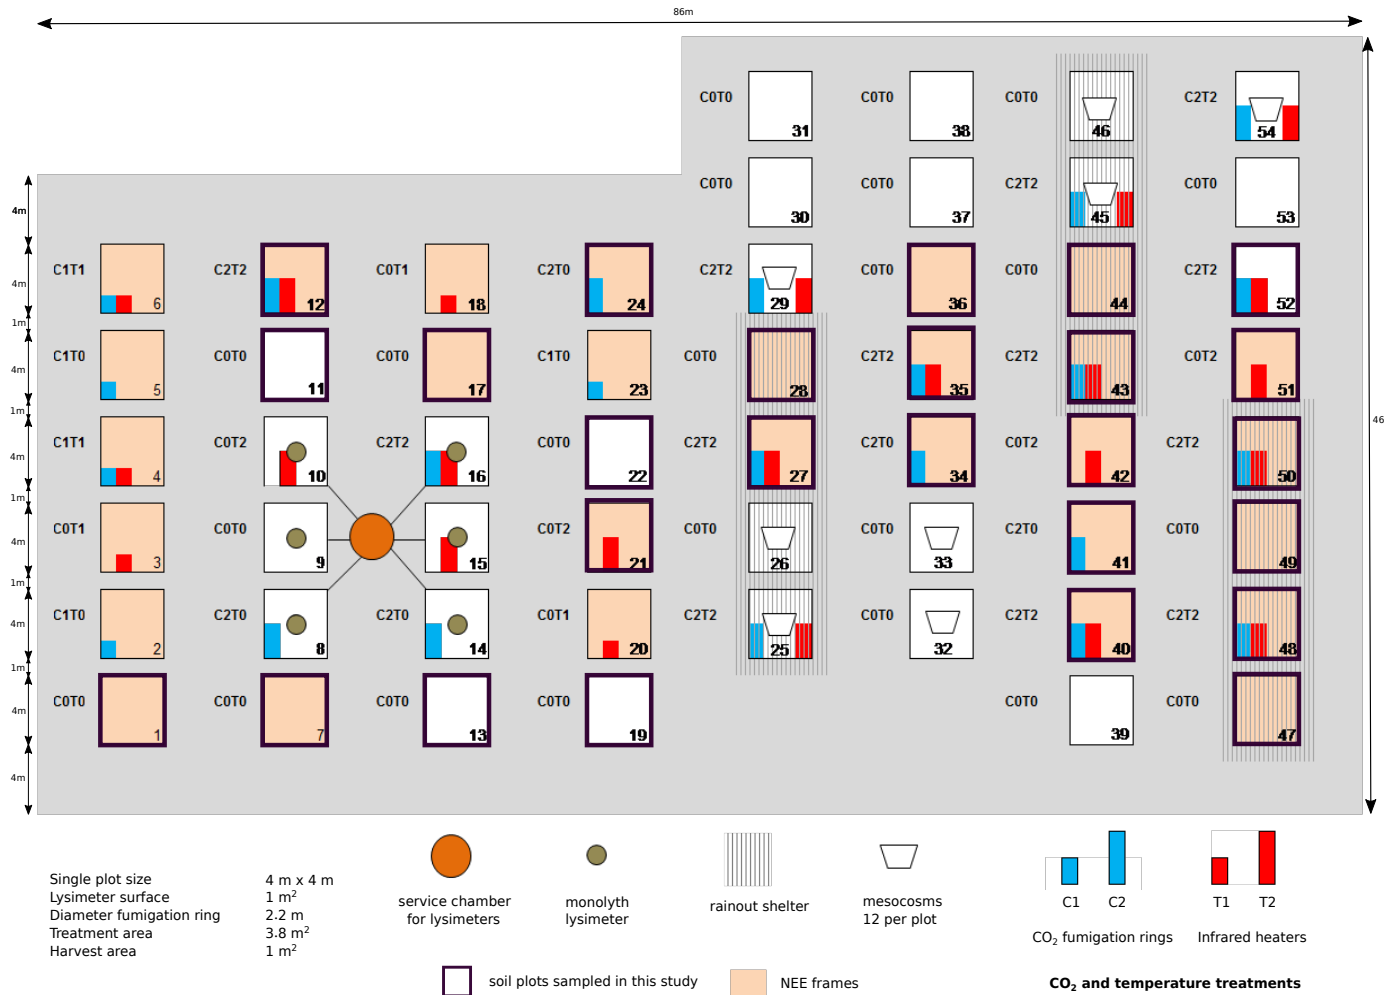 86m
C0T0 31 C0T0 38 C0T0 46 C2T2 54
4m C0T0 30 C0T0 37 C2T2 45 C0T0 53
4m C1T1 6 C2T2 12 C0T1 18 C2T0 24 C2T2 29 C0T0 36 C0T0 44 C2T2 52
1m
4m C1T0 5 C0T0 11 C0T0 17 C1T0 23 C0T0 28 C2T2 35 C2T2 43 C0T2 51
1m
46
4m C1T1 4 C0T2 10 C2T2 16 C0T0 22 C2T2 27 C2T0 34 C0T2 42 C2T2 50
1m
4m C0T1 3 C0T0 9 15 C0T2 21 C0T0 26 C0T0 33 C2T0 41 C0T0 49
1m
4m C1T0 2 C2T0 8 C2T0 14 C0T1 20 C2T2 25 C0T0 32 C2T2 40 C2T2 48
1m
4m C0T0 1 C0T0 7 C0T0 13 C0T0 19 C0T0 39 C0T0 47
4m
Single plot size 4 m x 4 m
Lysimeter surface 1 m²
Diameter fumigation ring 2.2 m
Treatment area 3.8 m²
Harvest area 1 m²
service chamber
for lysimeters
monolyth
lysimeter
rainout shelter
mesocosms
12 per plot
C1 C2
CO₂ fumigation rings
T1 T2
Infrared heaters
soil plots sampled in this study
NEE frames
CO₂ and temperature treatments